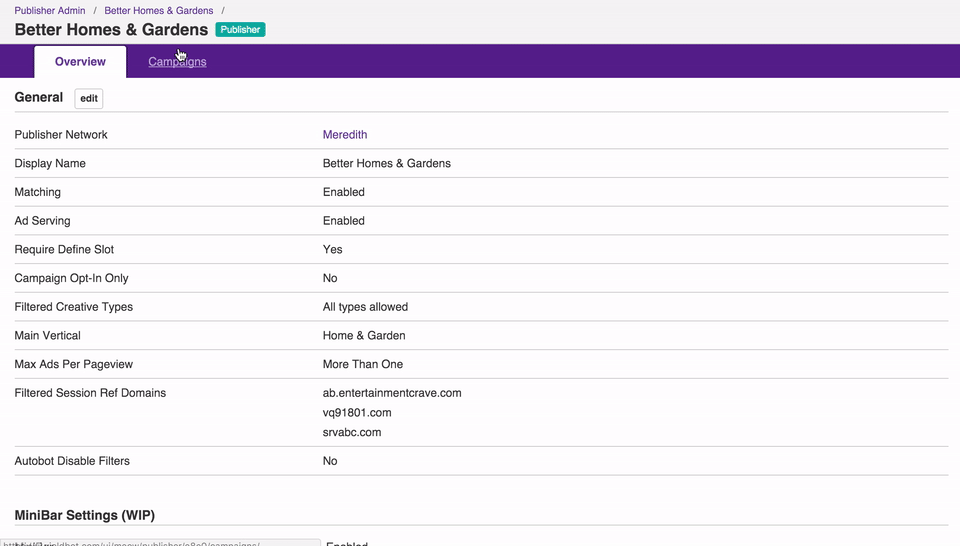 Publisher Admin / Better Homes & Gardens /
Better Homes & Gardens Publisher
Overview Campaigns
General edit
Publisher Network Meredith
Display Name Better Homes & Gardens
Matching Enabled
Ad Serving Enabled
Require Define Slot Yes
Campaign Opt-In Only No
Filtered Creative Types All types allowed
Main Vertical Home & Garden
Max Ads Per Pageview More Than One
Filtered Session Ref Domains ab.entertainmentcrave.com
vq91801.com
srvabc.com
Autobot Disable Filters No
MiniBar Settings (WIP)
Enabled